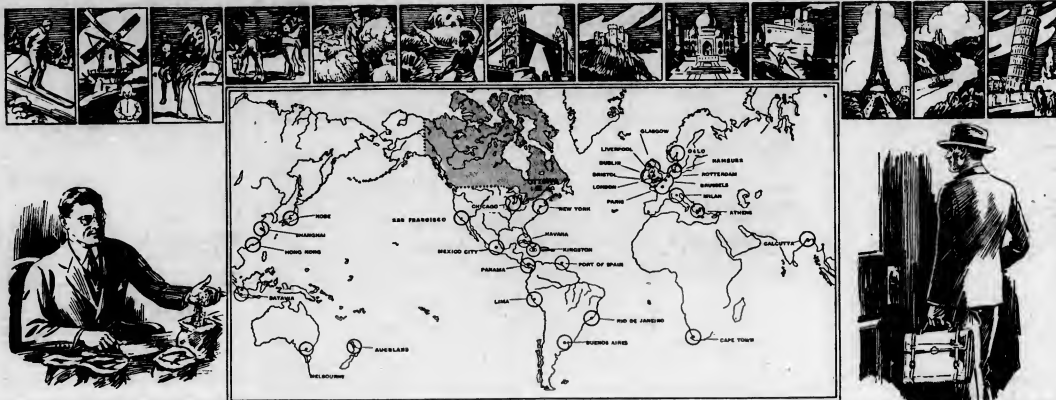 GLASGOW
LIVERPOOL
OSLO
DUBLIN
HAMBURG
BRISTOL
ROTTERDAM
LONDON
BRUSSELS
PARIS
MILAN
ATHENS
OTTAWA
CHICAGO
NEW YORK
SAN FRANCISCO
KOBE
SHANGHAI
HONG KONG
HAVANA
MEXICO CITY
KINGSTON
CALCUTTA
PANAMA
PORT OF SPAIN
BATAVIA
LIMA
RIO DE JANEIRO
BUENOS AIRES
CAPE TOWN
AUCKLAND
MELBOURNE